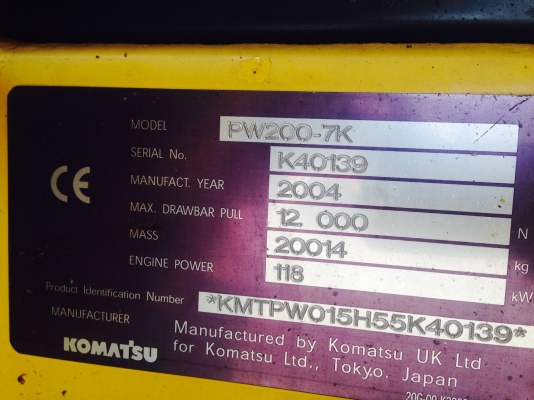 MODEL PW200-7K
SERIAL No. K40139
MANUFACT. YEAR 2004
MAX. DRAWBAR PULL 12 000 N
MASS 20014 kg
ENGINE POWER 118 kW
Product Identification Number *KMTPW015H55K40139*
MANUFACTURER Manufactured by Komatsu UK Ltd
for Komatsu Ltd., Tokyo. Japan
KOMATSU
CE